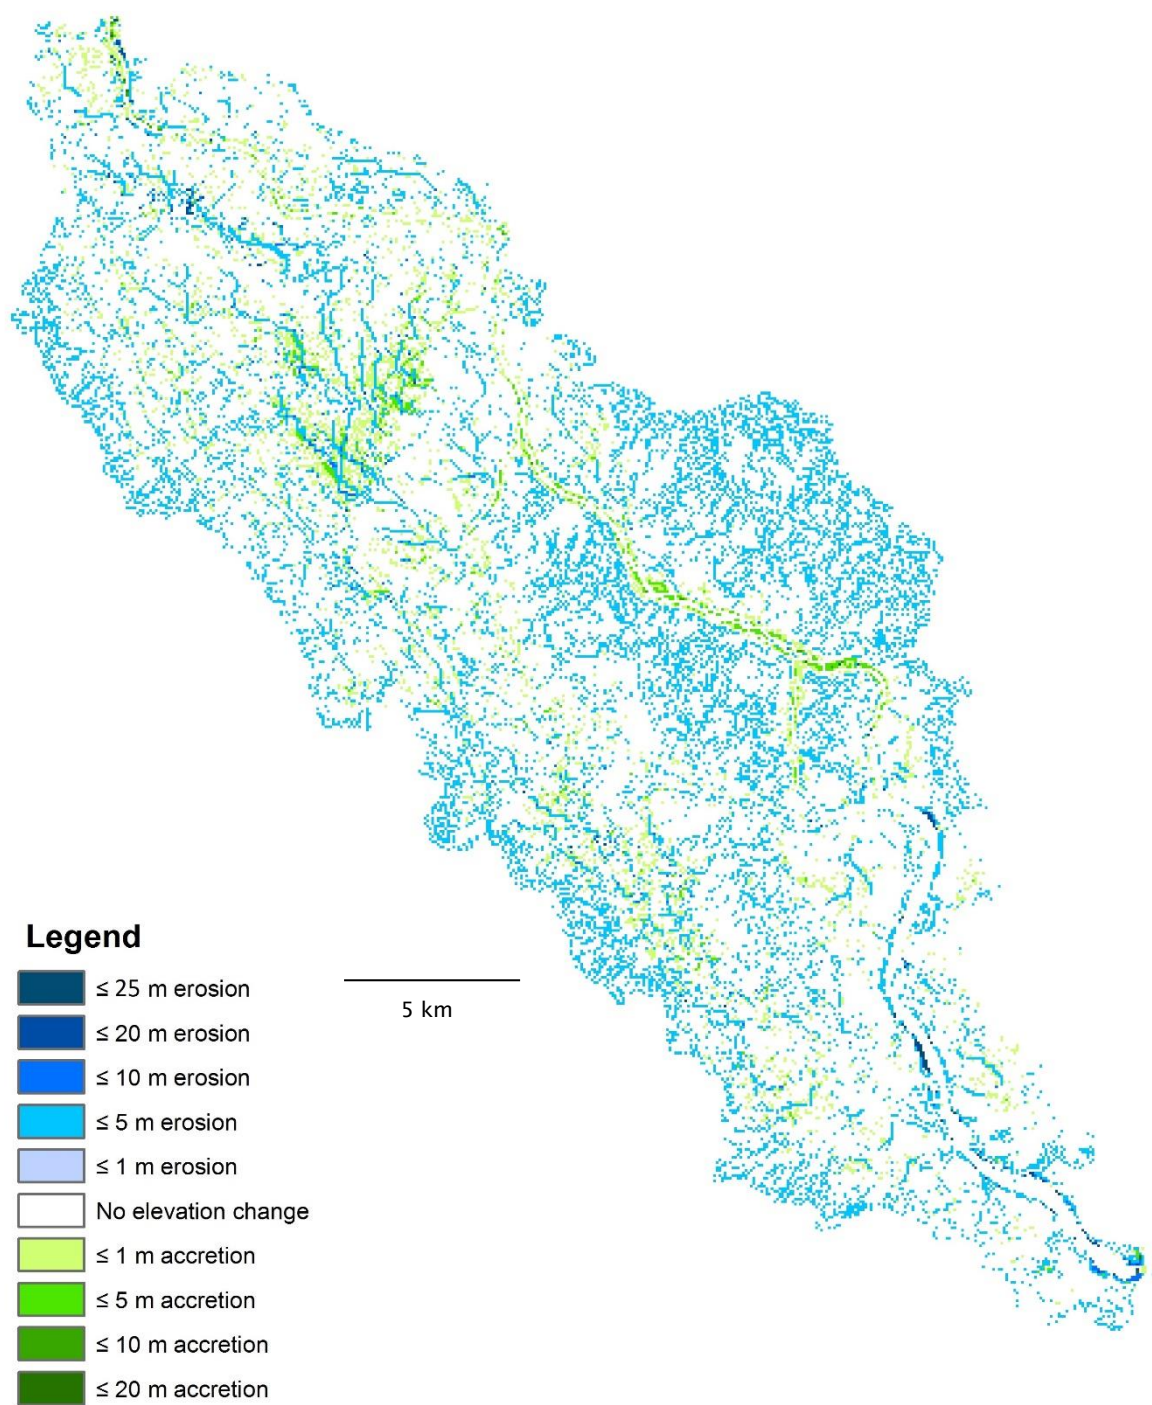 Legend
≤ 25 m erosion
≤ 20 m erosion
≤ 10 m erosion
≤ 5 m erosion
≤ 1 m erosion
No elevation change
≤ 1 m accretion
≤ 5 m accretion
≤ 10 m accretion
≤ 20 m accretion
5 km